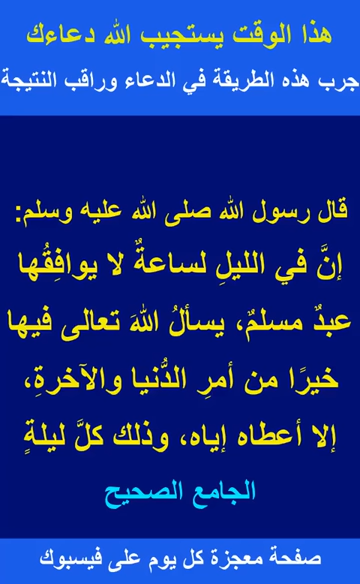 هذا الوقت يستجيب الله دعاءك
جرب هذه الطريقة في الدعاء وراقب النتيجة
قال رسول الله صلى الله عليه وسلم:
إنَّ في الليلِ لساعةٌ لا يوافِقُها
عبدٌ مسلمٌ، يسألُ اللهَ تعالى فيها
خيرًا من أمرِ الدُّنيا والآخرةِ،
إلا أعطاه إياه، وذلك كلَّ ليلةٍ
الجامع الصحيح
صفحة معجزة كل يوم على فيسبوك